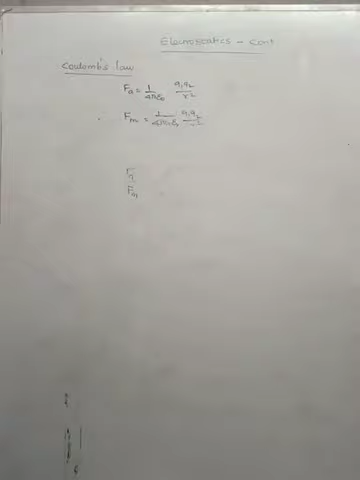 Electrostatics - Cont
Coulomb's law
Fa = 1/4πε₀ q₁q₂/r²
Fm = 1/4πε q₁q₂/r²
Fa/Fm